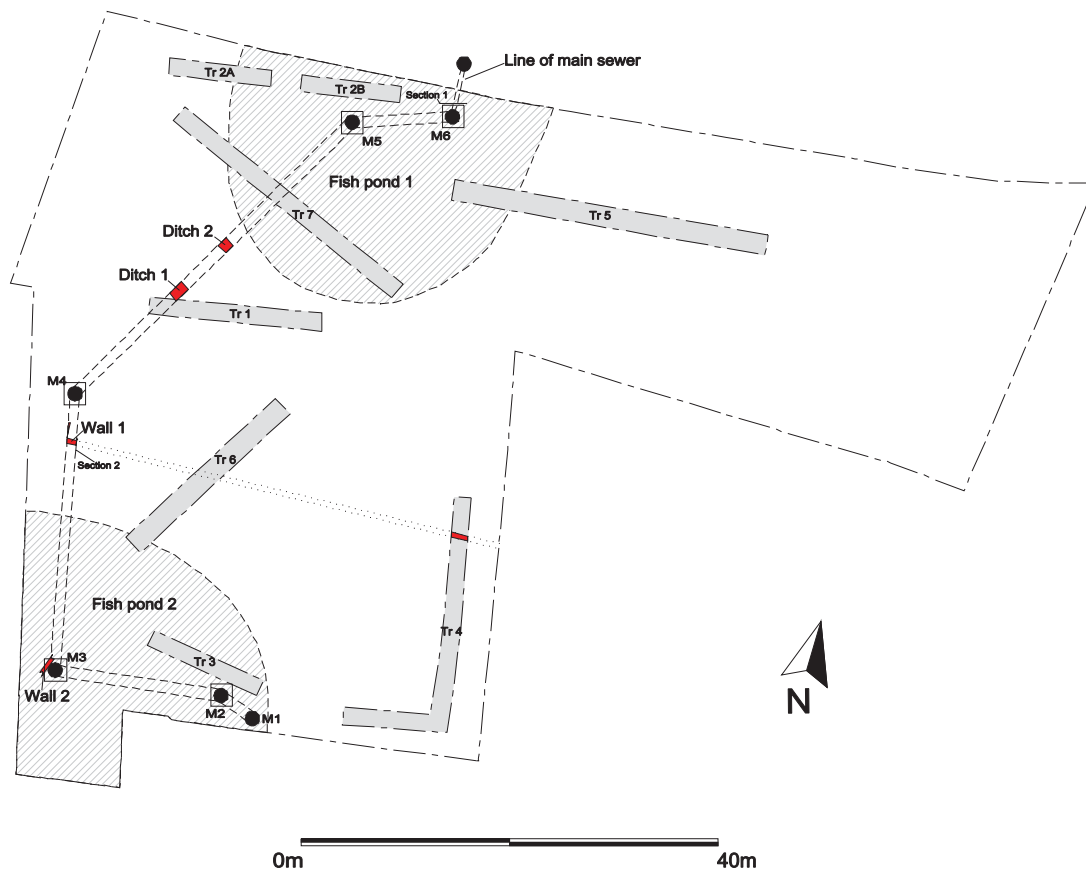 Line of main sewer
Tr 2A
Tr 2B
Section 1
M5
M6
Fish pond 1
Tr 7
Tr 5
Ditch 2
Ditch 1
Tr 1
M4
Wall 1
Section 2
Tr 6
Fish pond 2
Tr 4
M3
Tr 3
Wall 2
M2
M1
N
0m
40m